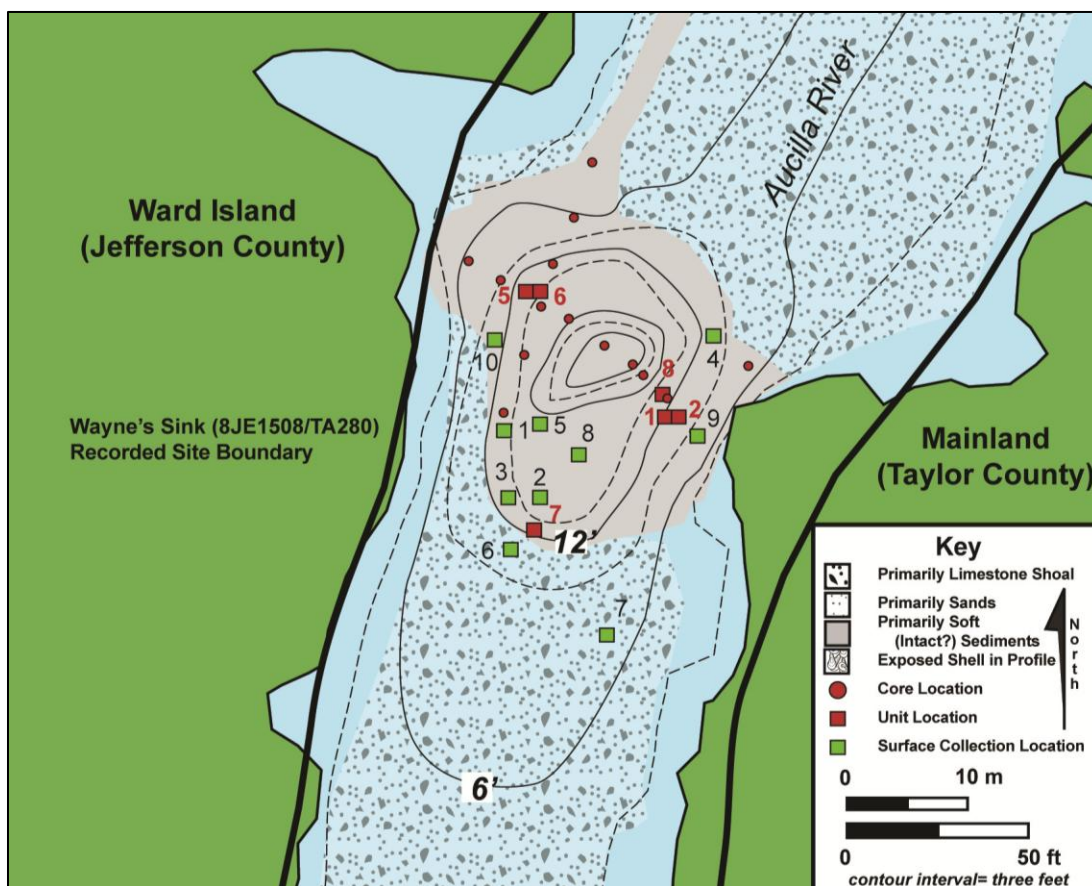 Aucilla River
Ward Island
(Jefferson County)
5
6
10
4
8
Wayne's Sink (8JE1508/TA280)
Recorded Site Boundary
1
5
1
2
9
8
Mainland
(Taylor County)
3
2
7
12'
6
7
6'
Key
Primarily Limestone Shoal
Primarily Sands
Primarily Soft
(Intact?) Sediments
Exposed Shell in Profile
Core Location
Unit Location
Surface Collection Location
North
0 10 m
0 50 ft
contour interval= three feet